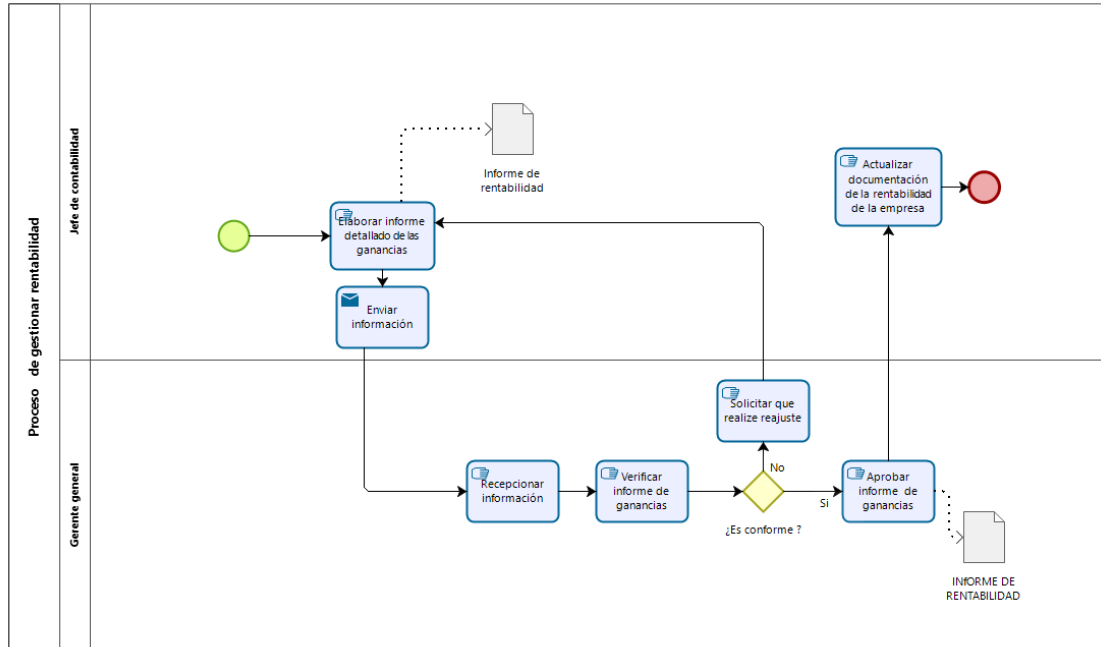 Proceso de gestionar rentabilidad
Jefe de contabilidad
Informe de
rentabilidad
Elaborar informe
detallado de las
ganancias
Enviar
información
Actualizar
documentación
de la rentabilidad
de la empresa
Gerente general
Recepcionar
información
Verificar
informe de
ganancias
Solicitar que
realize reajuste
No
¿Es conforme ?
Si
Aprobar
informe de
ganancias
INfORME DE
RENTABILIDAD